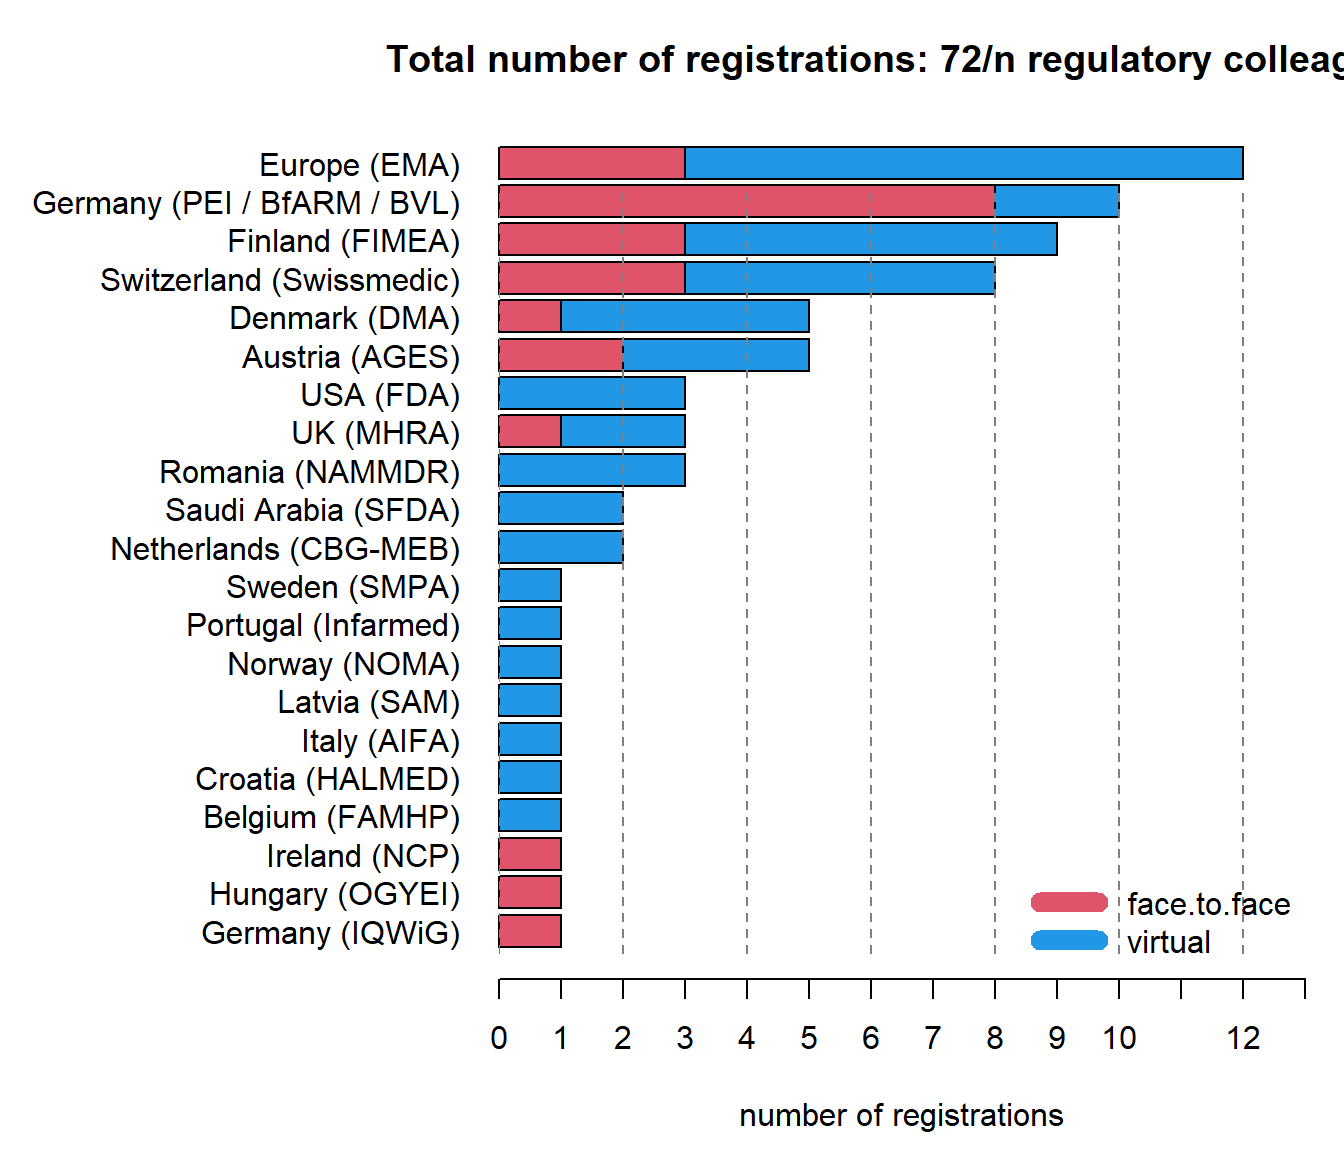 Total number of registrations: 72/n regulatory colleag
Europe (EMA)
Germany (PEI / BfARM / BVL)
Finland (FIMEA)
Switzerland (Swissmedic)
Denmark (DMA)
Austria (AGES)
USA (FDA)
UK (MHRA)
Romania (NAMMDR)
Saudi Arabia (SFDA)
Netherlands (CBG-MEB)
Sweden (SMPA)
Portugal (Infarmed)
Norway (NOMA)
Latvia (SAM)
Italy (AIFA)
Croatia (HALMED)
Belgium (FAMHP)
Ireland (NCP)
Hungary (OGYEI)
Germany (IQWiG)
face.to.face
virtual
0 1 2 3 4 5 6 7 8 9 10 12
number of registrations